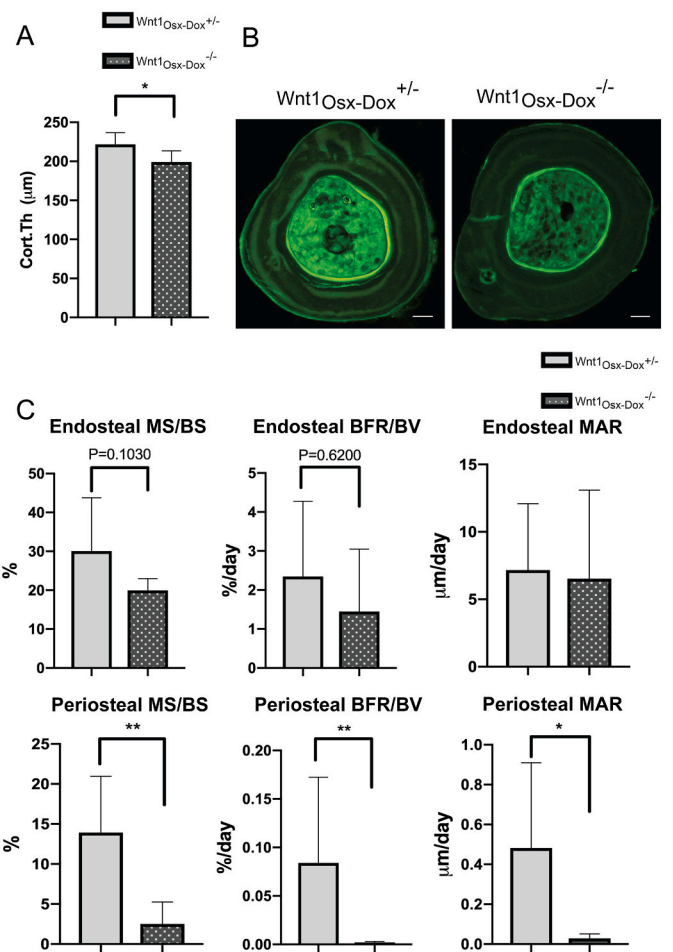 A
Wnt1Osx-Dox+/-
Wnt1Osx-Dox-/-
*
Cort.Th (μm)
250
200
150
100
50
0
B
Wnt1Osx-Dox+/-
Wnt1Osx-Dox-/-
Wnt1Osx-Dox+/-
Wnt1Osx-Dox-/-
C
Endosteal MS/BS
P=0.1030
%
50
40
30
20
10
0
Endosteal BFR/BV
P=0.6200
%/day
5
4
3
2
1
0
Endosteal MAR
μm/day
15
10
5
0
Periosteal MS/BS
**
%
25
20
15
10
5
0
Periosteal BFR/BV
**
%/day
0.20
0.15
0.10
0.05
0.00
Periosteal MAR
*
μm/day
1.0
0.8
0.6
0.4
0.2
0.0